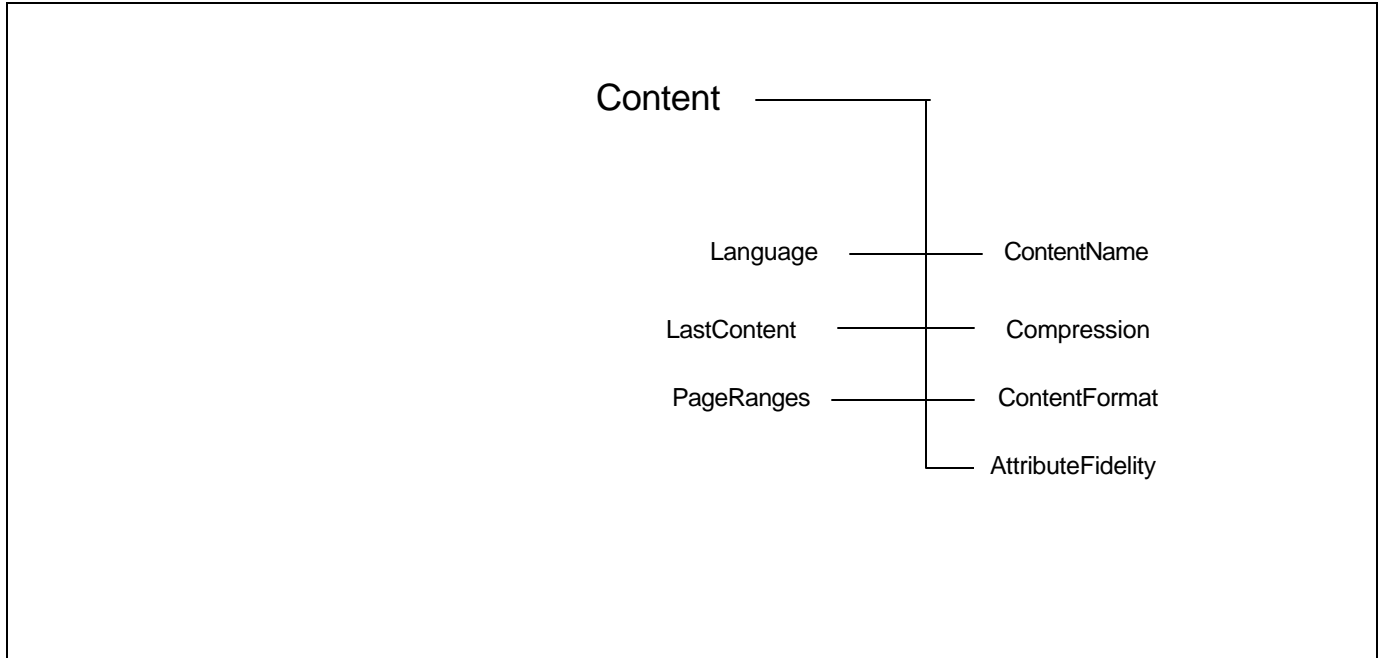 Content
Language ContentName
LastContent Compression
PageRanges ContentFormat
AttributeFidelity